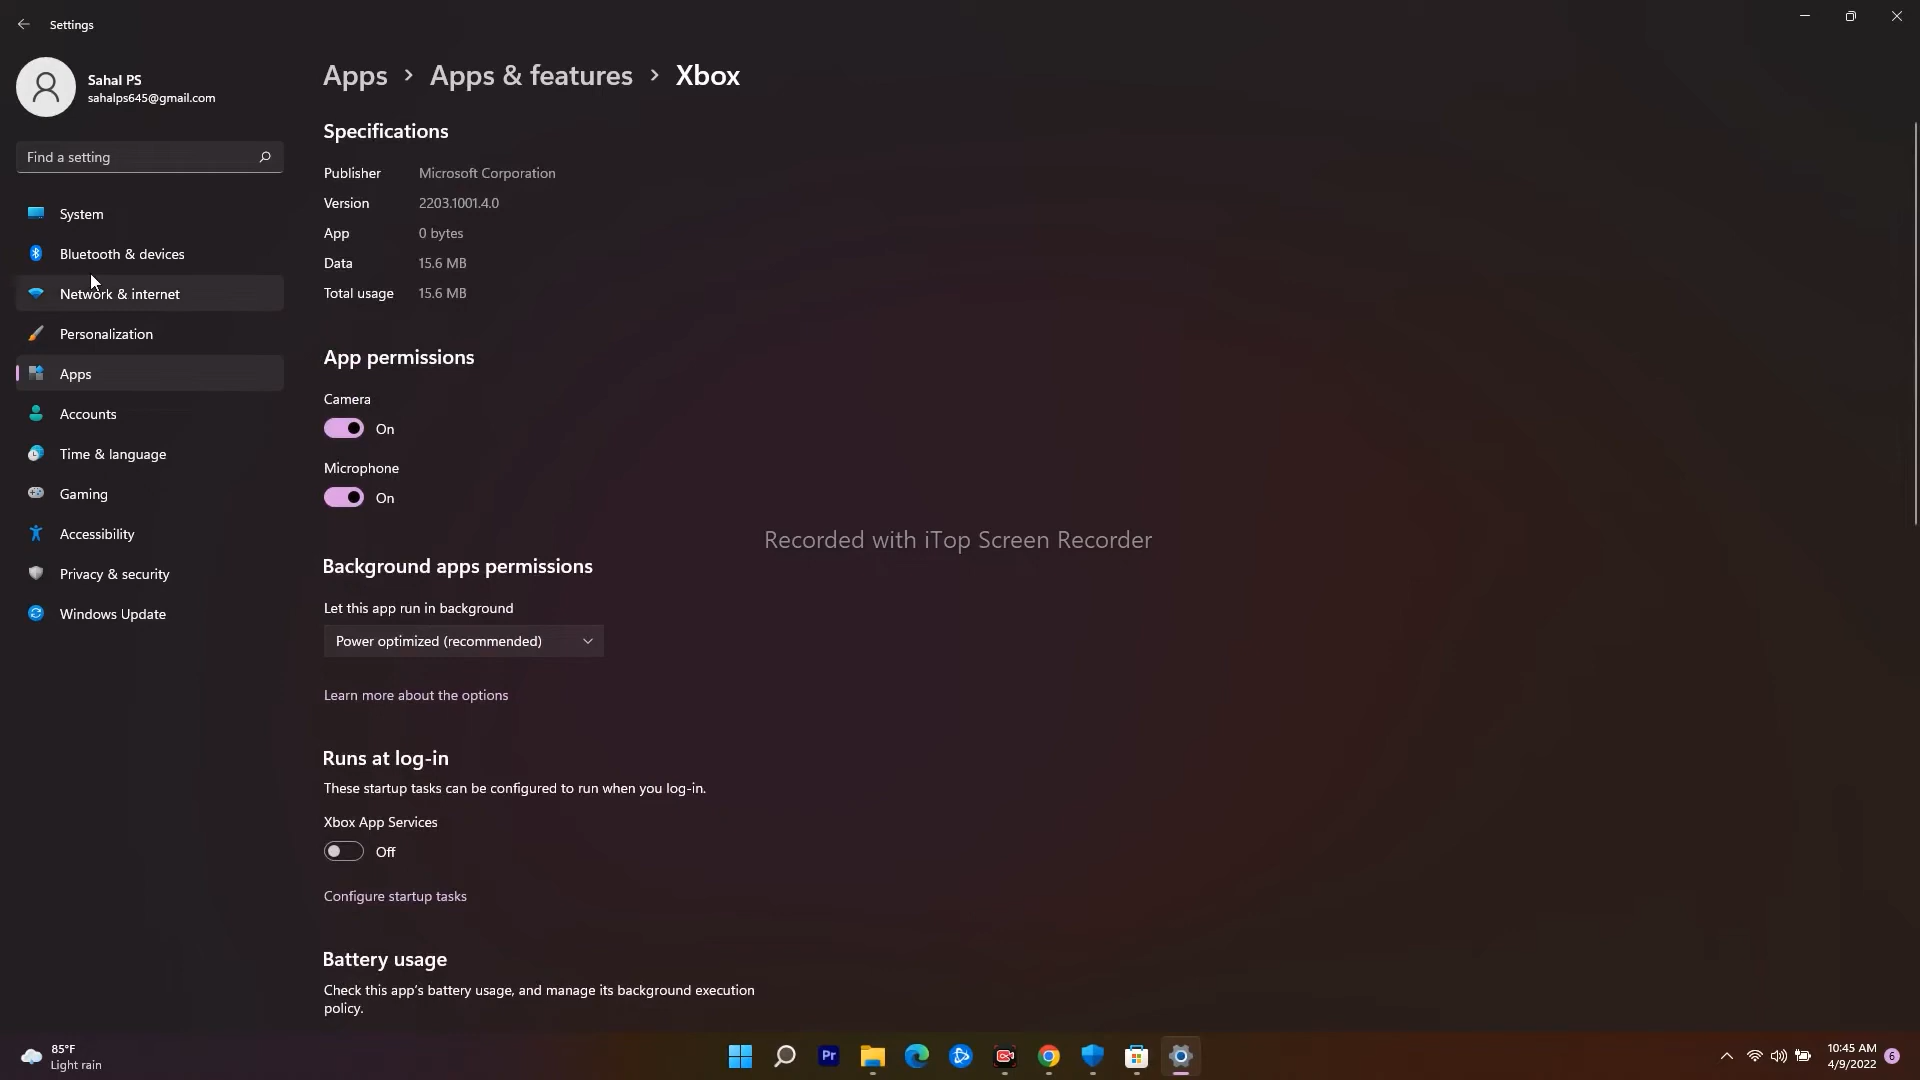 Settings
Sahal PS
sahalps645@gmail.com
Find a setting
System
Bluetooth & devices
Network & internet
Personalization
Apps
Accounts
Time & language
Gaming
Accessibility
Privacy & security
Windows Update
Apps > Apps & features > Xbox
Specifications
Publisher Microsoft Corporation
Version 2203.1001.4.0
App 0 bytes
Data 15.6 MB
Total usage 15.6 MB
App permissions
Camera
On
Microphone
On
Recorded with iTop Screen Recorder
Background apps permissions
Let this app run in background
Power optimized (recommended)
Learn more about the options
Runs at log-in
These startup tasks can be configured to run when you log-in.
Xbox App Services
Off
Configure startup tasks
Battery usage
Check this app's battery usage, and manage its background execution
policy.
85°F
Light rain
Pr
10:45 AM
4/9/2022
6